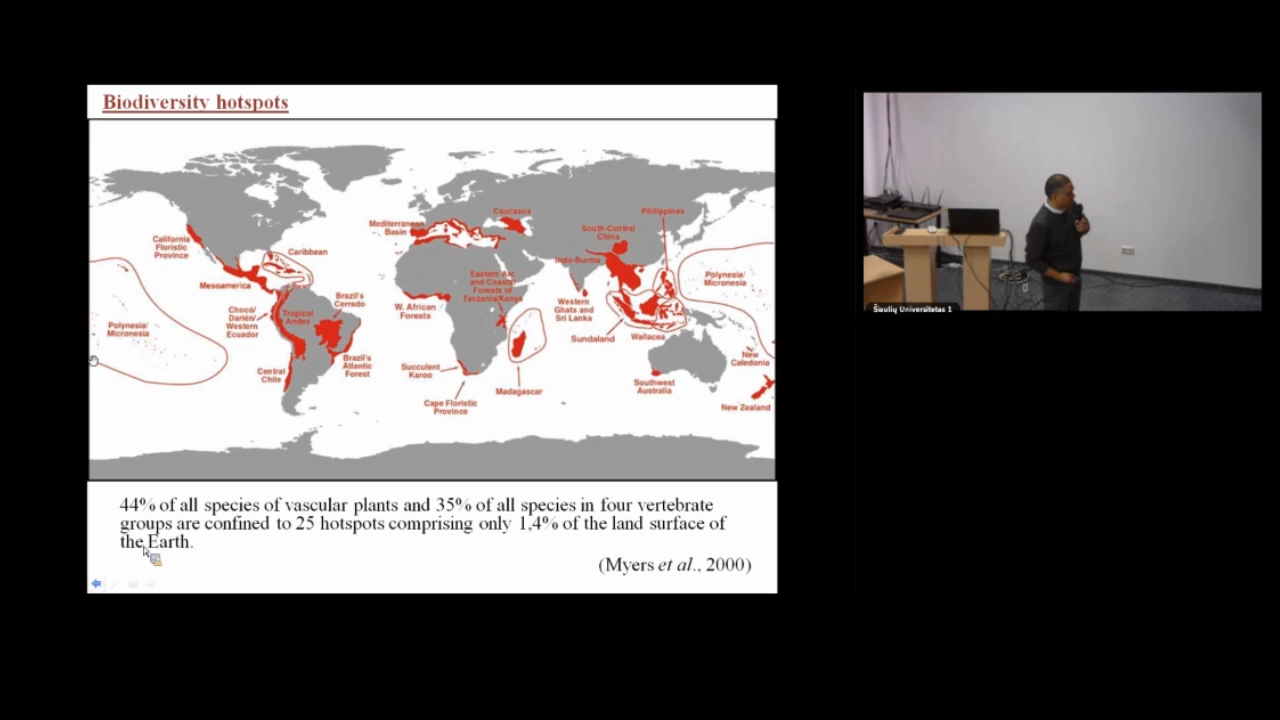 Biodiversity hotspots
Caucasus
Philippines
Mediterranean
Basin
South-Central
China
California
Floristic
Province
Caribbean
Indo-Burma
Eastern Arc
and Coastal
Forests of
Tanzania/Kenya
Polynesia/
Micronesia
Mesoamerica
Brazil's
Cerrado
W. African
Forests
Western
Ghats and
Sri Lanka
Chocó/
Darién/
Western
Ecuador
Tropical
Andes
Polynesia/
Micronesia
Sundaland
Wallacea
Brazil's
Atlantic
Forest
New
Caledonia
Central
Chile
Succulent
Karoo
Madagascar
Southwest
Australia
Cape Floristic
Province
New Zealand
44% of all species of vascular plants and 35% of all species in four vertebrate
groups are confined to 25 hotspots comprising only 1,4% of the land surface of
the Earth.
(Myers et al., 2000)
Šiaulių Universitetas 1